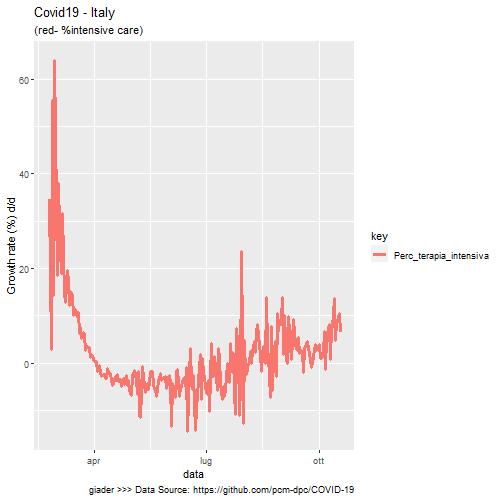 Covid19 - Italy
(red- %intensive care)
Growth rate (%) d/d
60
40
20
0
apr
lug
ott
data
key
Perc_terapia_intensiva
giader >>> Data Source: https://github.com/pcm-dpc/COVID-19